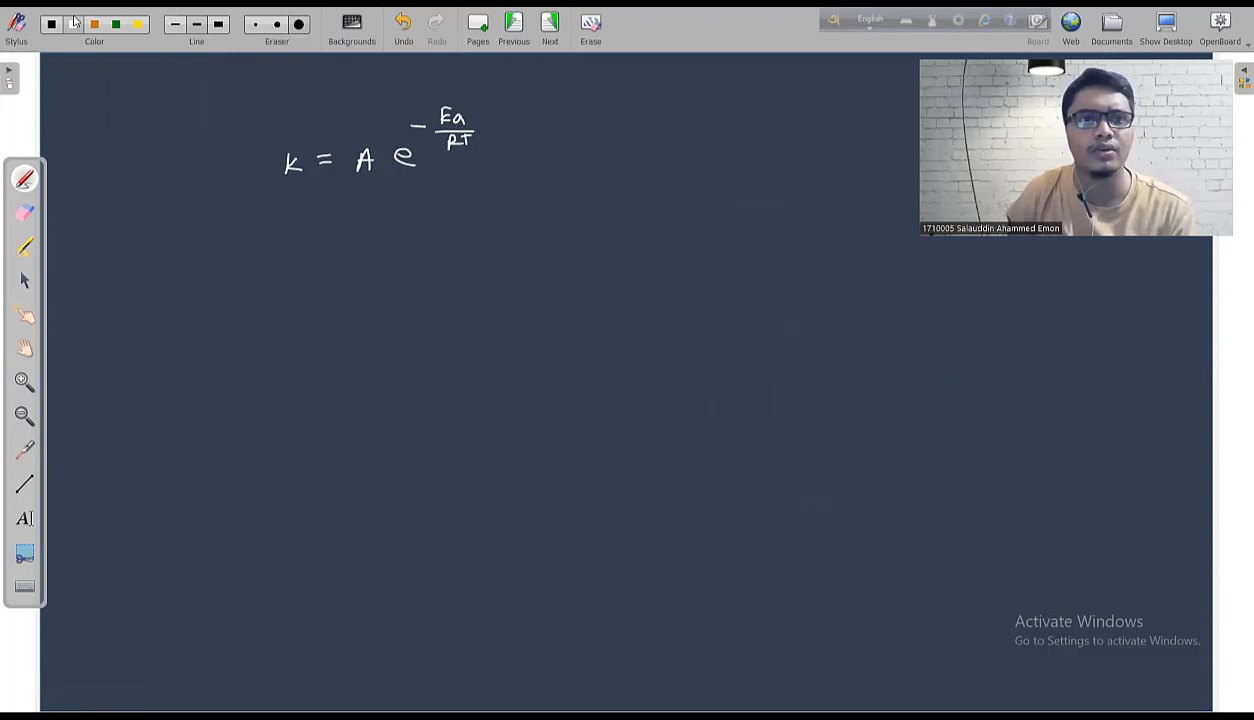 Stylus
Color
Line
Eraser
Backgrounds
Undo
Redo
Pages
Previous
Next
Erase
English
Board
Web
Documents
Show Desktop
OpenBoard
K = A e^{-Ea/RT}
1710005 Salauddin Ahammed Emon
A
Activate Windows
Go to Settings to activate Windows.